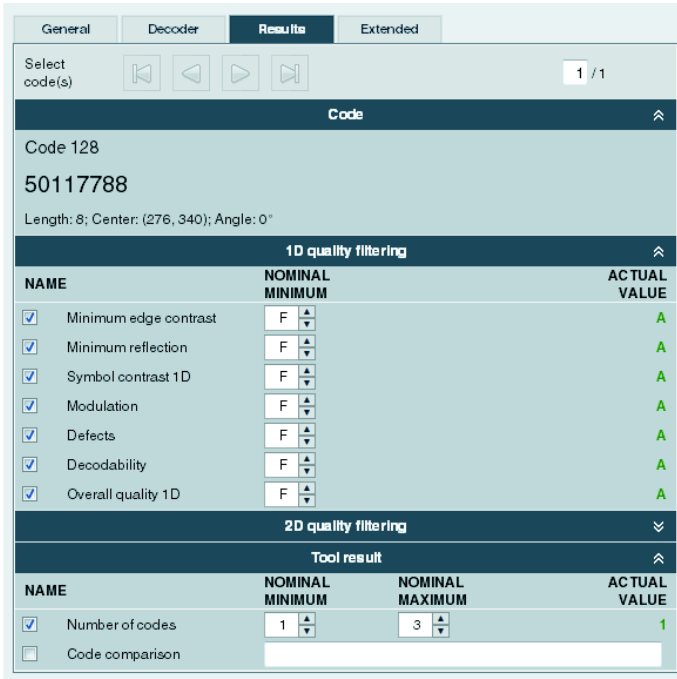 General Decoder Results Extended
Select
code(s)
1 / 1
Code
Code 128
50117788
Length: 8; Center: (276, 340); Angle: 0°
1D quality filtering
NAME NOMINAL MINIMUM ACTUAL VALUE
Minimum edge contrast F A
Minimum reflection F A
Symbol contrast 1D F A
Modulation F A
Defects F A
Decodability F A
Overall quality 1D F A
2D quality filtering
Tool result
NAME NOMINAL MINIMUM NOMINAL MAXIMUM ACTUAL VALUE
Number of codes 1 3 1
Code comparison